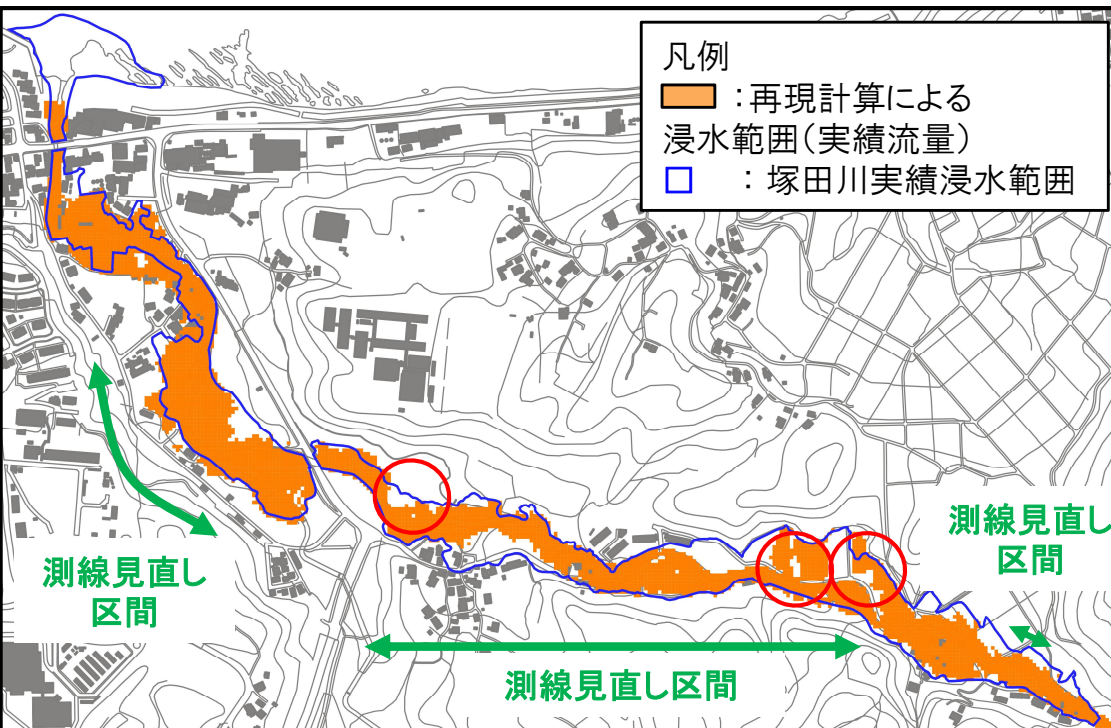 凡例
：再現計算による
浸水範囲(実績流量)
：塚田川実績浸水範囲
測線見直し
区間
測線見直し
区間
測線見直し区間